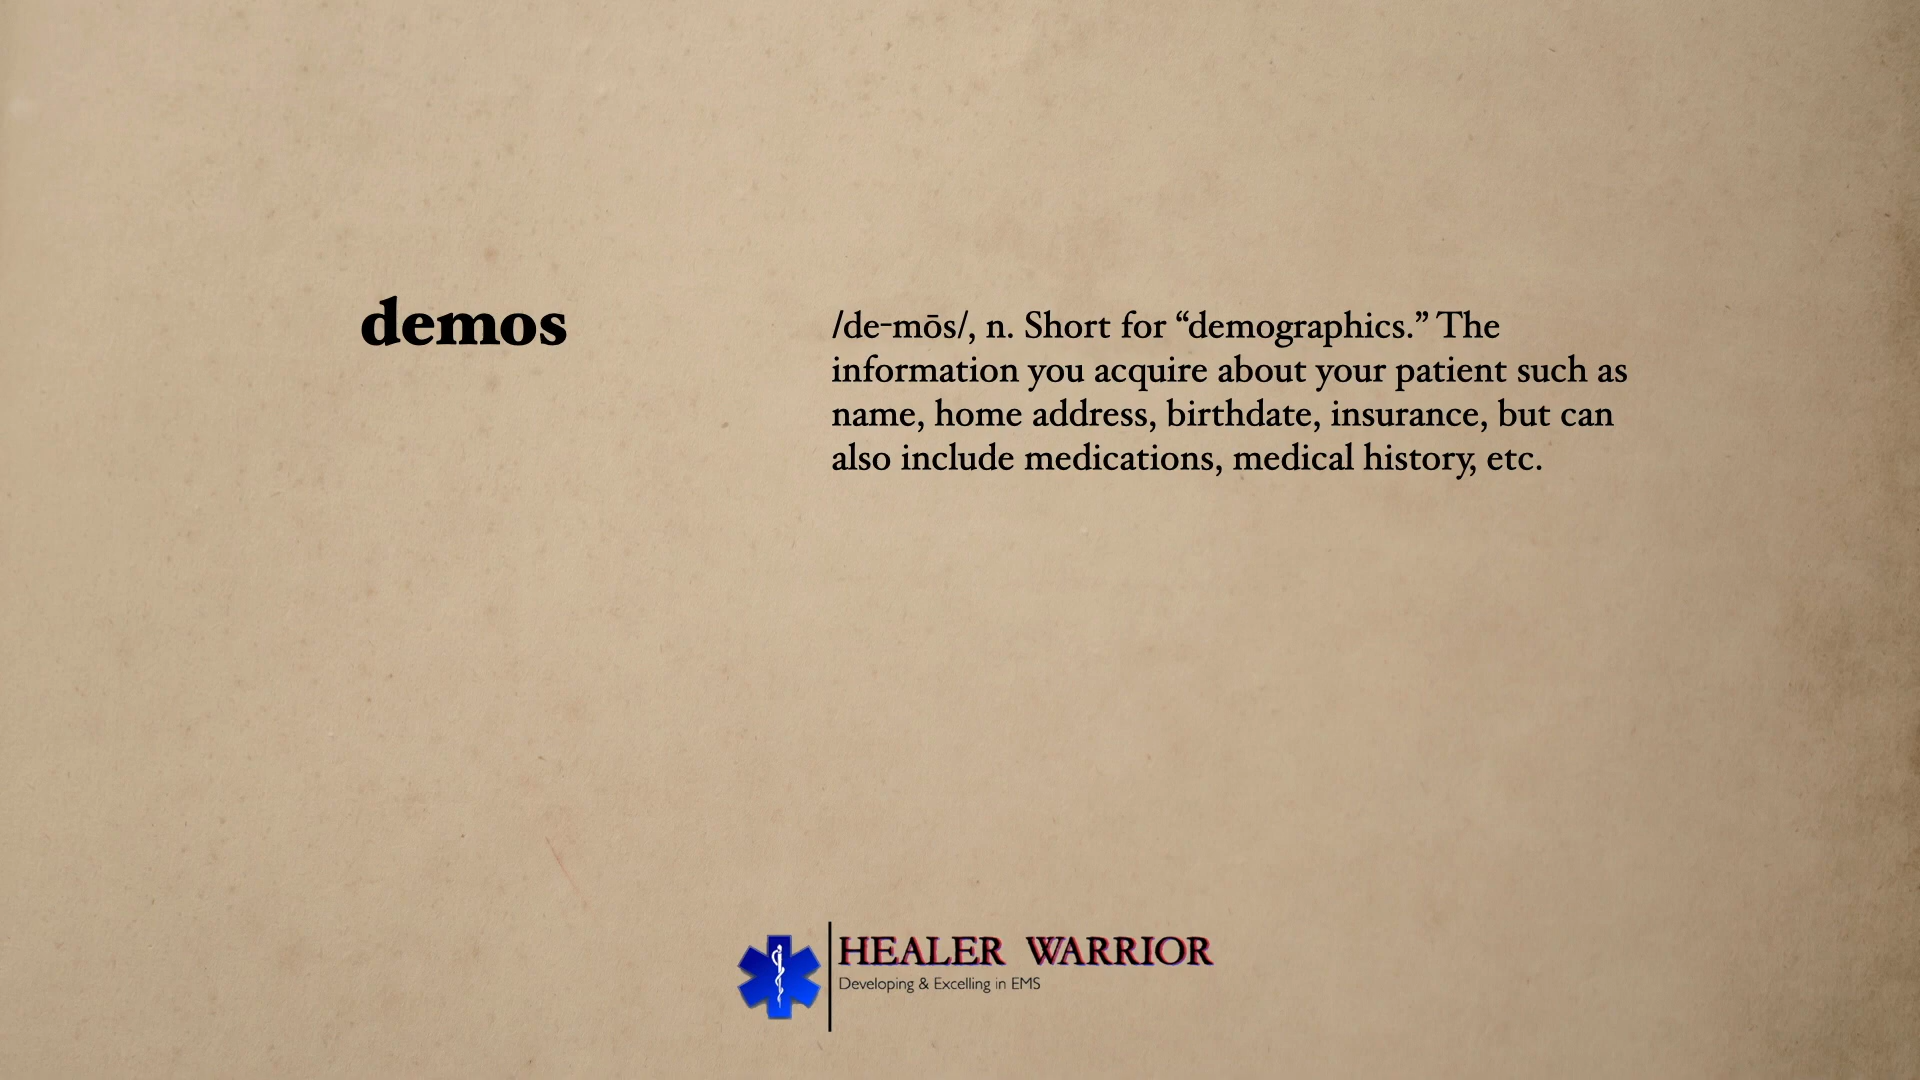 demos
/de-mōs/, n. Short for “demographics.” The
information you acquire about your patient such as
name, home address, birthdate, insurance, but can
also include medications, medical history, etc.
HEALER WARRIOR
Developing & Excelling in EMS